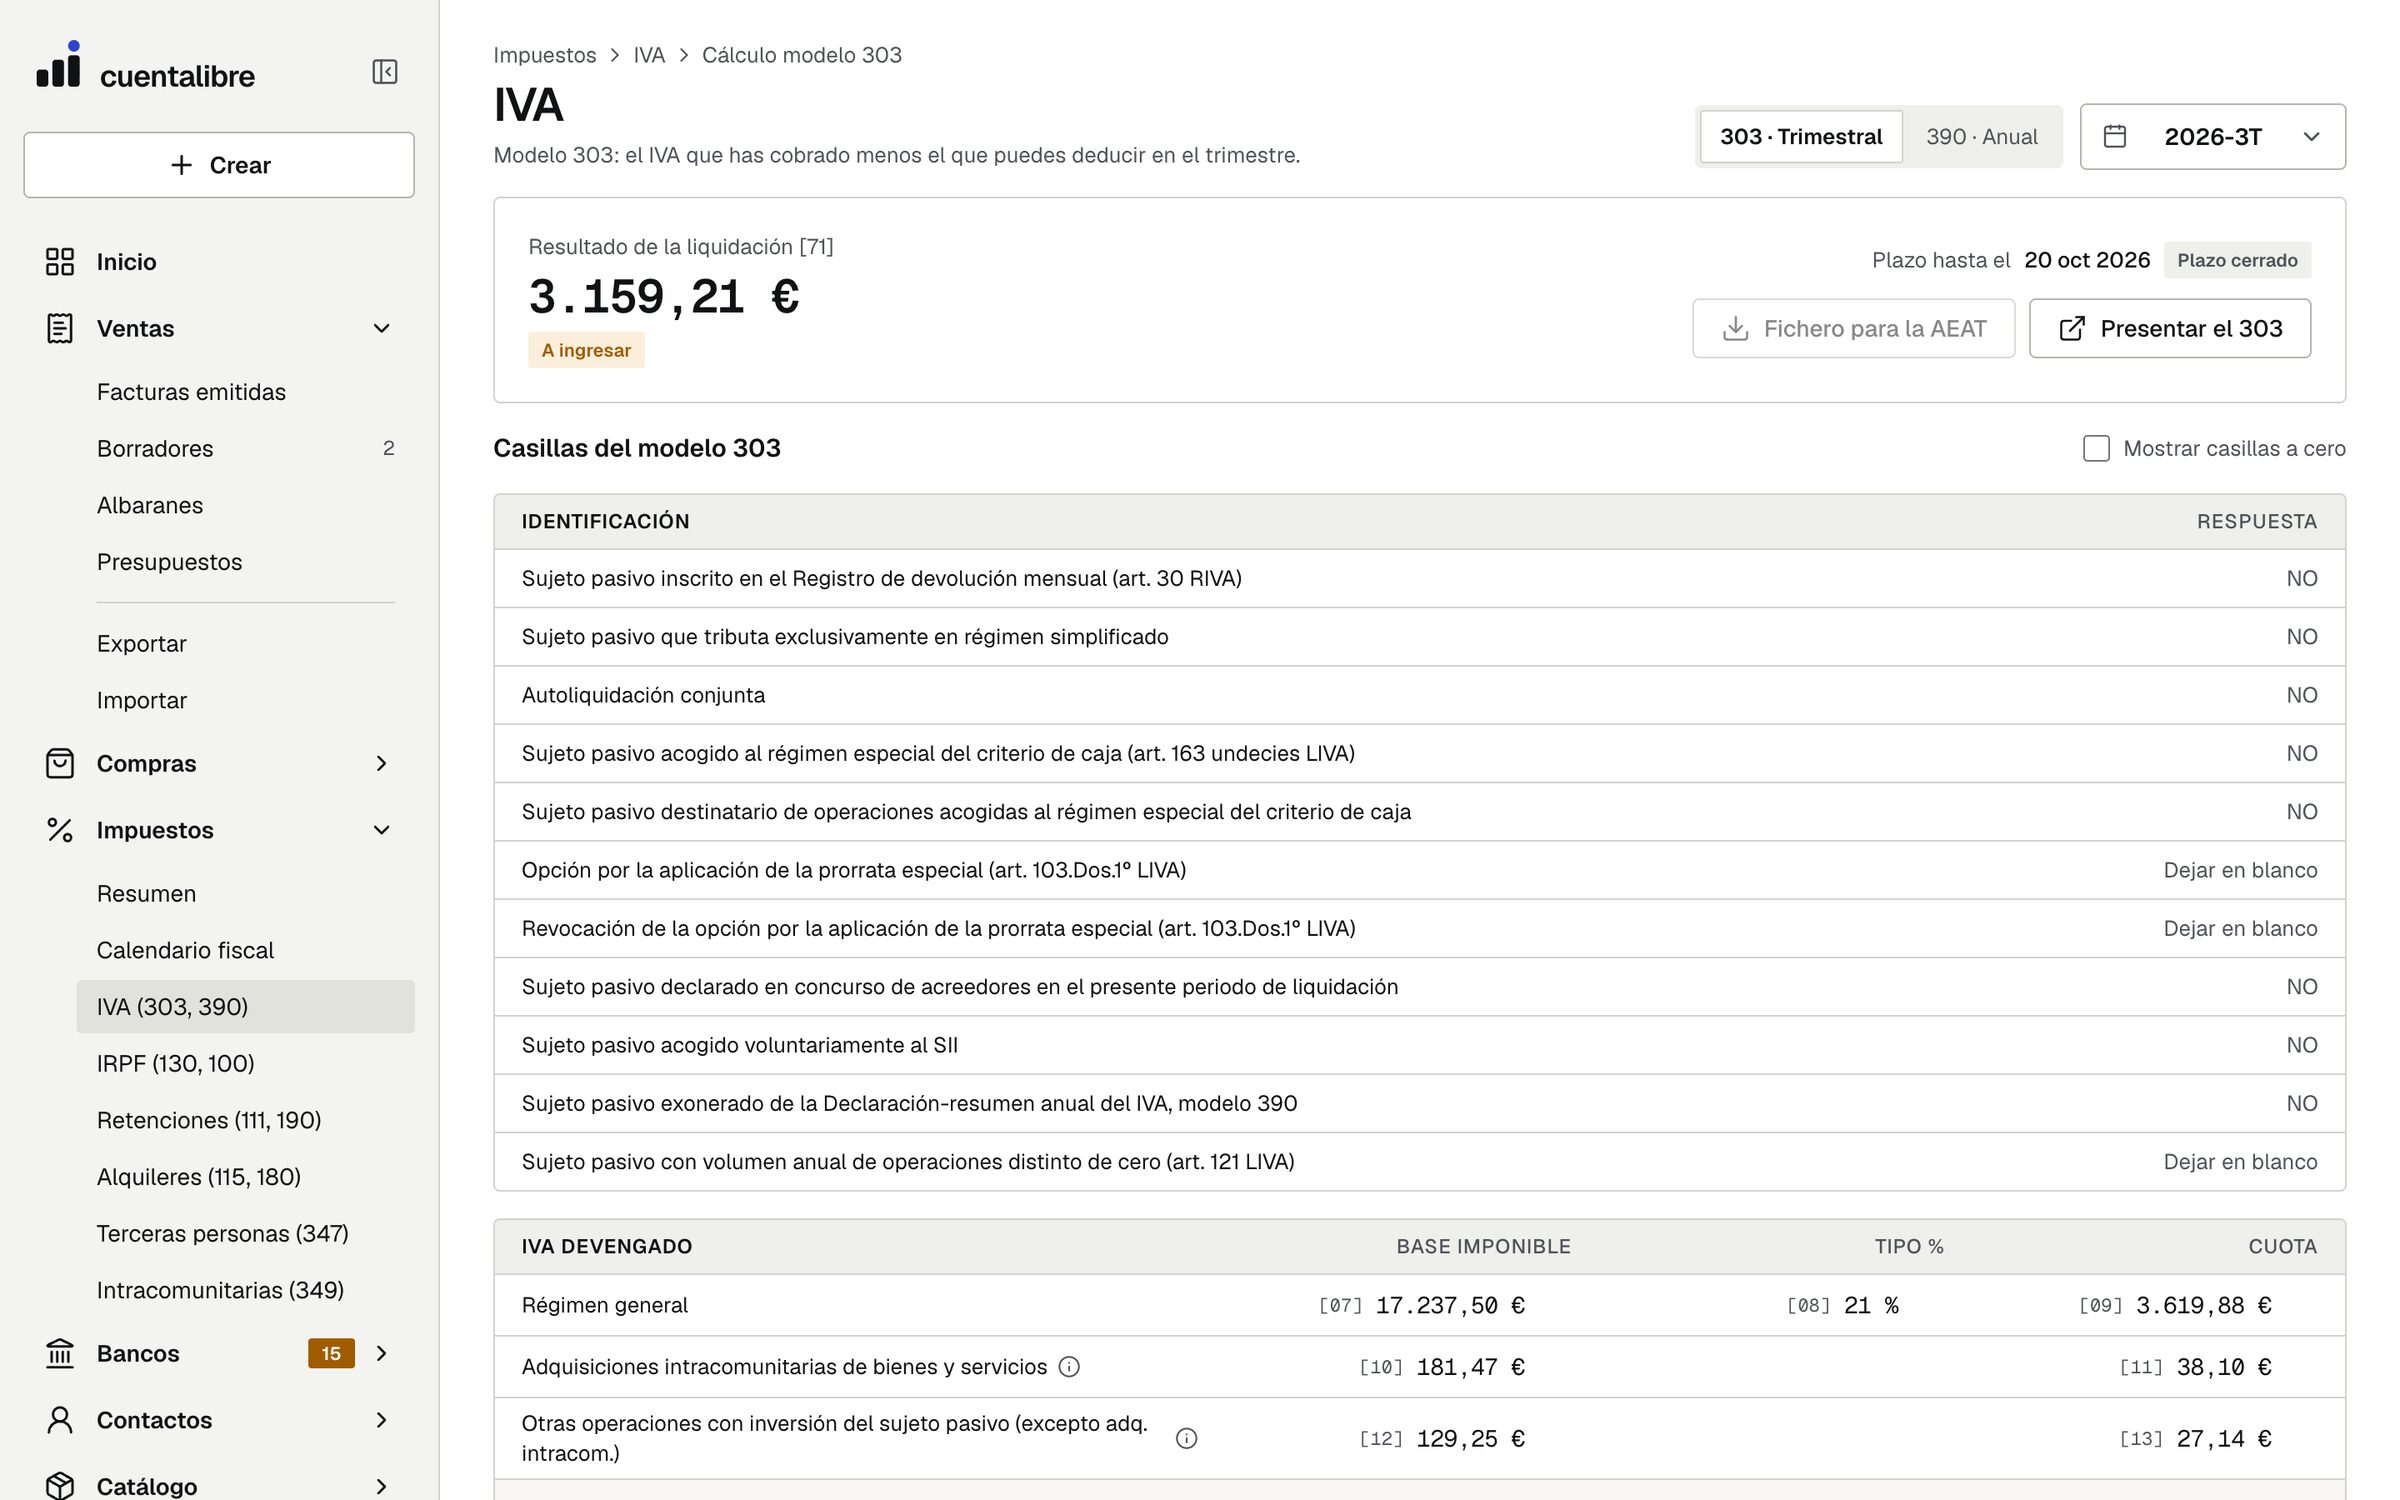 cuentalibre
Crear
Inicio
Ventas
Facturas emitidas
Borradores 2
Albaranes
Presupuestos
Exportar
Importar
Compras
Impuestos
Resumen
Calendario fiscal
IVA (303, 390)
IRPF (130, 100)
Retenciones (111, 190)
Alquileres (115, 180)
Terceras personas (347)
Intracomunitarias (349)
Bancos 15
Contactos
Catálogo
Impuestos > IVA > Cálculo modelo 303
IVA
Modelo 303: el IVA que has cobrado menos el que puedes deducir en el trimestre.
303 · Trimestral 390 · Anual 2026-3T
Resultado de la liquidación [71]
3.159,21 €
A ingresar
Plazo hasta el 20 oct 2026 Plazo cerrado
Fichero para la AEAT Presentar el 303
Casillas del modelo 303 Mostrar casillas a cero
IDENTIFICACIÓN RESPUESTA
Sujeto pasivo inscrito en el Registro de devolución mensual (art. 30 RIVA) NO
Sujeto pasivo que tributa exclusivamente en régimen simplificado NO
Autoliquidación conjunta NO
Sujeto pasivo acogido al régimen especial del criterio de caja (art. 163 undecies LIVA) NO
Sujeto pasivo destinatario de operaciones acogidas al régimen especial del criterio de caja NO
Opción por la aplicación de la prorrata especial (art. 103.Dos.1º LIVA) Dejar en blanco
Revocación de la opción por la aplicación de la prorrata especial (art. 103.Dos.1º LIVA) Dejar en blanco
Sujeto pasivo declarado en concurso de acreedores en el presente periodo de liquidación NO
Sujeto pasivo acogido voluntariamente al SII NO
Sujeto pasivo exonerado de la Declaración-resumen anual del IVA, modelo 390 NO
Sujeto pasivo con volumen anual de operaciones distinto de cero (art. 121 LIVA) Dejar en blanco
IVA DEVENGADO BASE IMPONIBLE TIPO % CUOTA
Régimen general [07] 17.237,50 € [08] 21 % [09] 3.619,88 €
Adquisiciones intracomunitarias de bienes y servicios [10] 181,47 € [11] 38,10 €
Otras operaciones con inversión del sujeto pasivo (excepto adq.
intracom.) [12] 129,25 € [13] 27,14 €